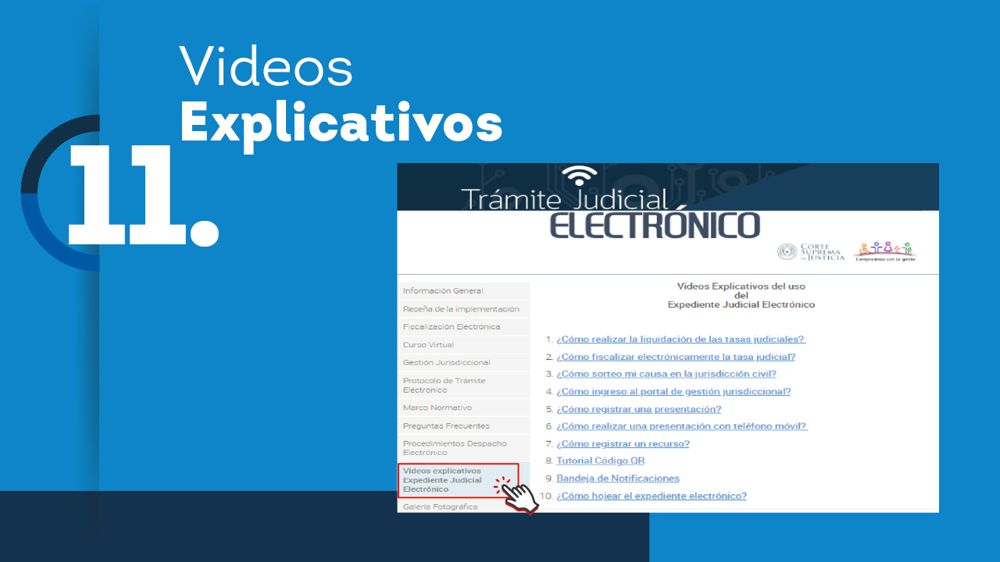 Videos
Explicativos
11.
Trámite Judicial
ELECTRÓNICO
CORTE
SUPREMA
DE JUSTICIA
Compromiso con la gente
Información General
Reseña de la implementación
Fiscalización Electrónica
Curso Virtual
Gestión Jurisdiccional
Protocolo de Trámite
Eléctronico
Marco Normativo
Preguntas Frecuentes
Procedimientos Despacho
Electrónico
Videos explicativos
Expediente Judicial
Electrónico
Galería Fotográfica
Videos Explicativos del uso
del
Expediente Judicial Electrónico
1. ¿Cómo realizar la liquidación de las tasas judiciales?
2. ¿Cómo fiscalizar electrónicamente la tasa judicial?
3. ¿Cómo sorteo mi causa en la jurisdicción civil?
4. ¿Cómo ingreso al portal de gestión jurisdiccional?
5. ¿Cómo registrar una presentación?
6. ¿Cómo realizar una presentación con teléfono móvil?
7. ¿Cómo registrar un recurso?
8. Tutorial Código QR
9. Bandeja de Notificaciones
10. ¿Cómo hojear el expediente electrónico?